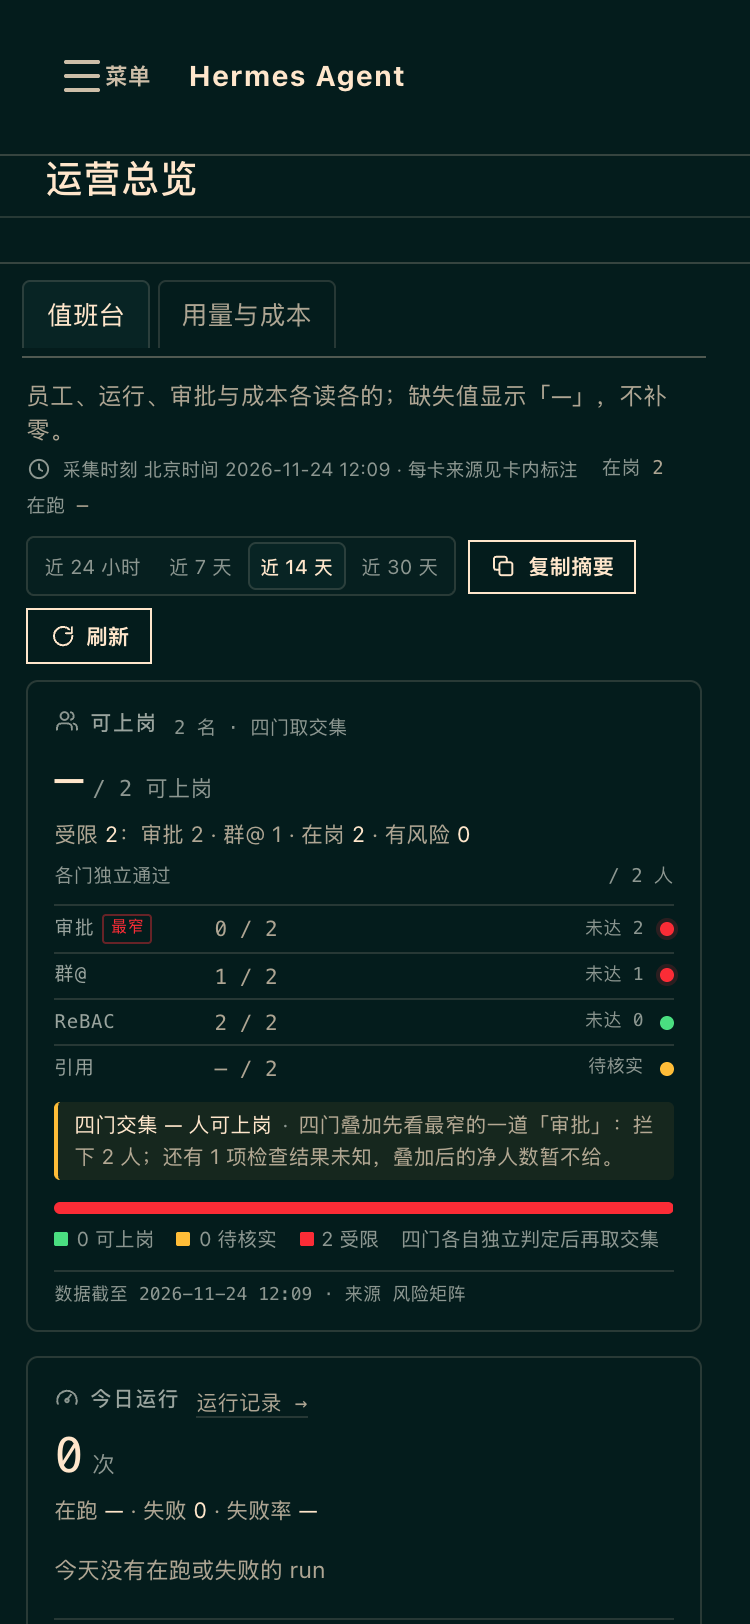 菜单 Hermes Agent
运营总览
值班台 用量与成本
员工、运行、审批与成本各读各的；缺失值显示「—」，不补
零。
采集时刻 北京时间 2026-11-24 12:09 · 每卡来源见卡内标注 在岗 2
在跑 —
近 24 小时 近 7 天 近 14 天 近 30 天 复制摘要
刷新
可上岗 2 名 · 四门取交集
— / 2 可上岗
受限 2：审批 2 · 群@ 1 · 在岗 2 · 有风险 0
各门独立通过 / 2 人
审批 最窄 0 / 2 未达 2
群@ 1 / 2 未达 1
ReBAC 2 / 2 未达 0
引用 — / 2 待核实
四门交集 — 人可上岗 · 四门叠加先看最窄的一道「审批」：拦
下 2 人；还有 1 项检查结果未知，叠加后的净人数暂不给。
0 可上岗 0 待核实 2 受限 四门各自独立判定后再取交集
数据截至 2026-11-24 12:09 · 来源 风险矩阵
今日运行 运行记录 →
0 次
在跑 — · 失败 0 · 失败率 —
今天没有在跑或失败的 run